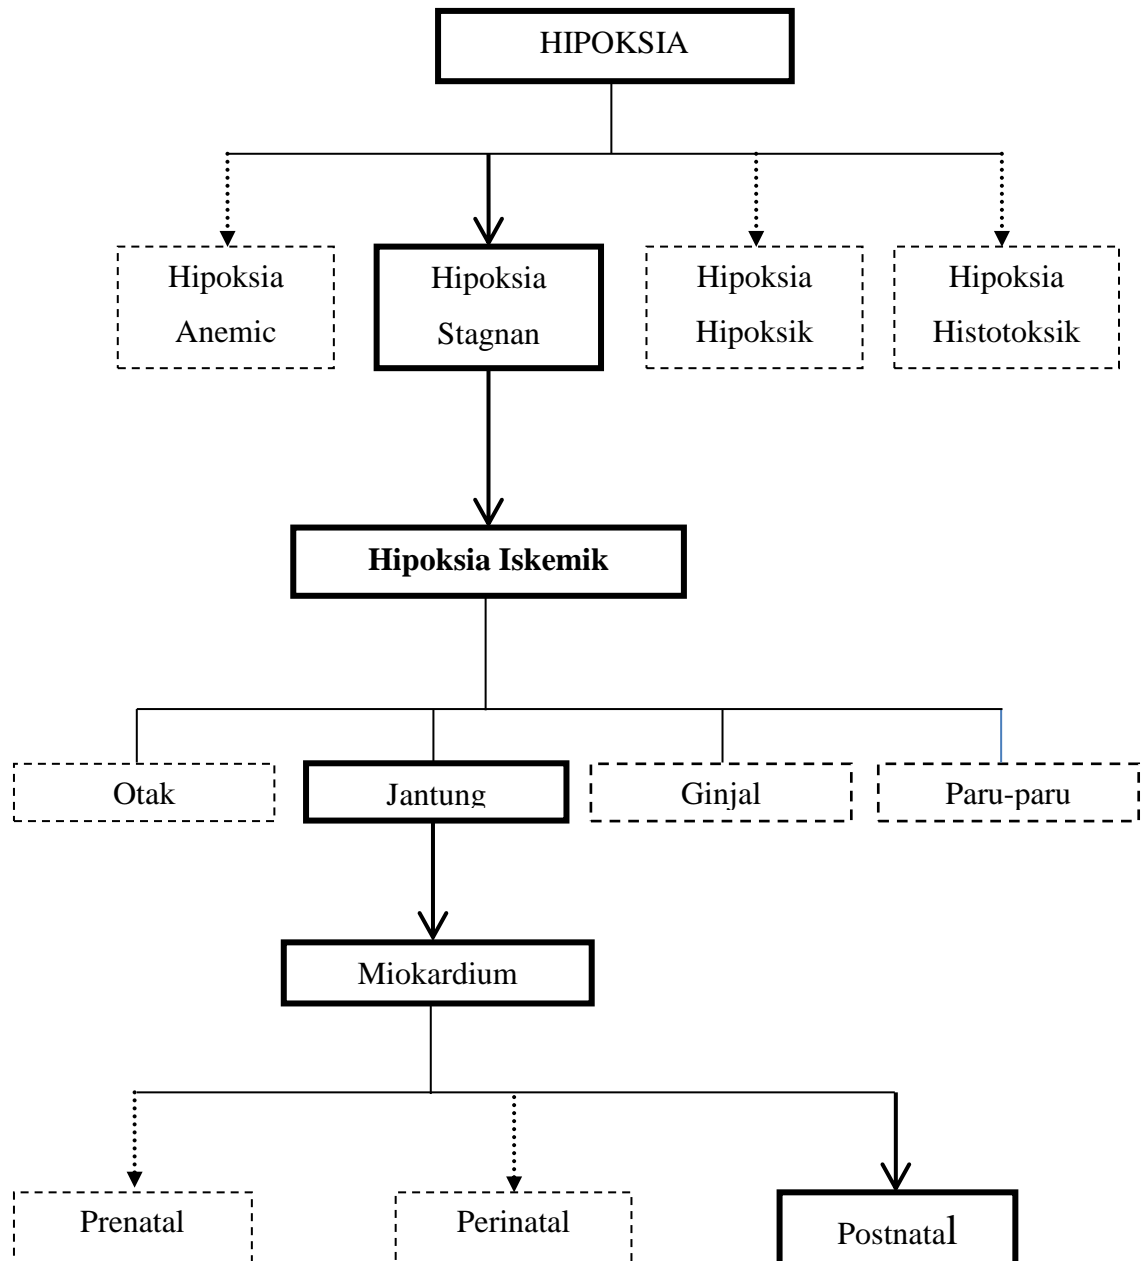 HIPOKSIA
Hipoksia
Anemic
Hipoksia
Stagnan
Hipoksia
Hipoksik
Hipoksia
Histotoksik
Hipoksia Iskemik
Otak
Jantung
Ginjal
Paru-paru
Miokardium
Prenatal
Perinatal
Postnatal